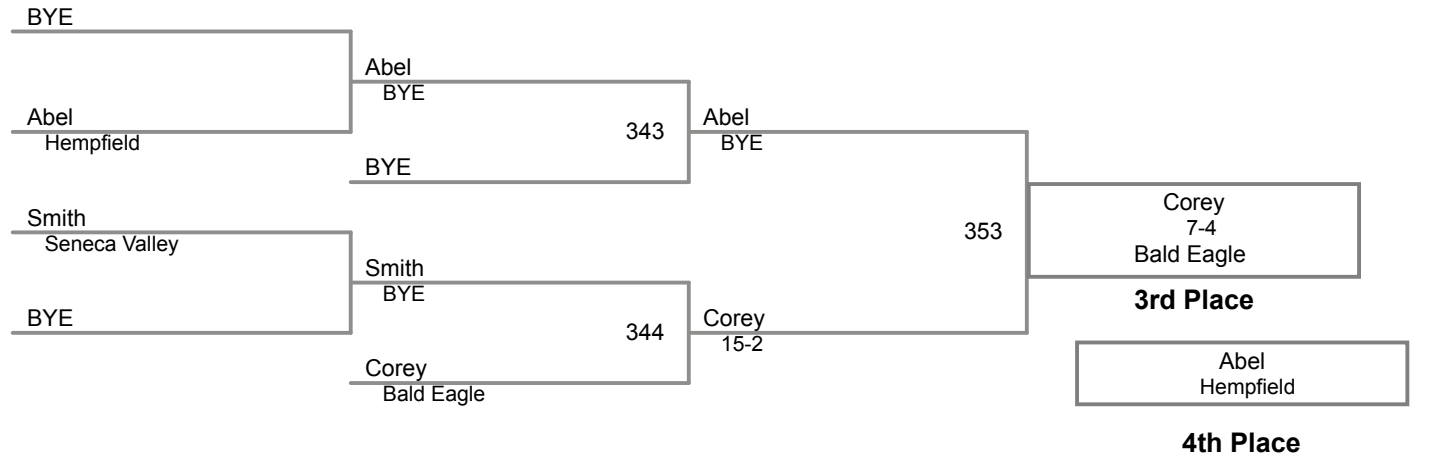 BYE
Abel
BYE
Abel
Hempfield
343
Abel
BYE
BYE
Smith
Seneca Valley
353
Corey
7-4
Bald Eagle
3rd Place
Smith
BYE
BYE
344
Corey
15-2
Corey
Bald Eagle
Abel
Hempfield
4th Place